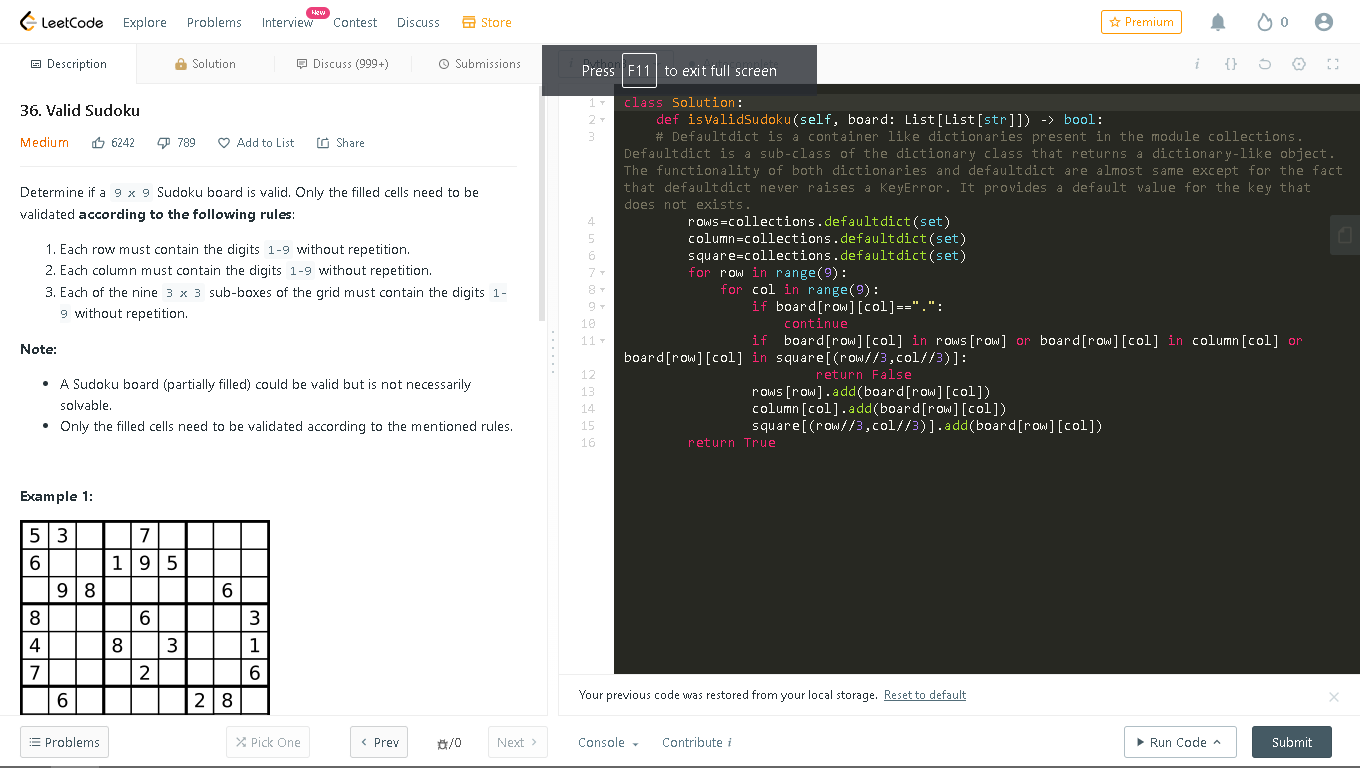 LeetCode Explore Problems Interview New Contest Discuss Store Premium 0
Description Solution Discuss (999+) Submissions
Press F11 to exit full screen
i {}
36. Valid Sudoku
Medium 6242 789 Add to List Share
Determine if a 9 x 9 Sudoku board is valid. Only the filled cells need to be
validated according to the following rules:
1. Each row must contain the digits 1-9 without repetition.
2. Each column must contain the digits 1-9 without repetition.
3. Each of the nine 3 x 3 sub-boxes of the grid must contain the digits 1-
9 without repetition.
Note:
• A Sudoku board (partially filled) could be valid but is not necessarily
solvable.
• Only the filled cells need to be validated according to the mentioned rules.
Example 1:
5 3 7
6 1 9 5
9 8 6
8 6 3
4 8 3 1
7 2 6
6 2 8
1 class Solution:
2 def isValidSudoku(self, board: List[List[str]]) -> bool:
3 # Defaultdict is a container like dictionaries present in the module collections.
Defaultdict is a sub-class of the dictionary class that returns a dictionary-like object.
The functionality of both dictionaries and defaultdict are almost same except for the fact
that defaultdict never raises a KeyError. It provides a default value for the key that
does not exists.
4 rows=collections.defaultdict(set)
5 column=collections.defaultdict(set)
6 square=collections.defaultdict(set)
7 for row in range(9):
8 for col in range(9):
9 if board[row][col]==".":
10 continue
11 if board[row][col] in rows[row] or board[row][col] in column[col] or
board[row][col] in square[(row//3,col//3)]:
12 return False
13 rows[row].add(board[row][col])
14 column[col].add(board[row][col])
15 square[(row//3,col//3)].add(board[row][col])
16 return True
Your previous code was restored from your local storage. Reset to default
Problems Pick One Prev /0 Next Console Contribute i Run Code Submit